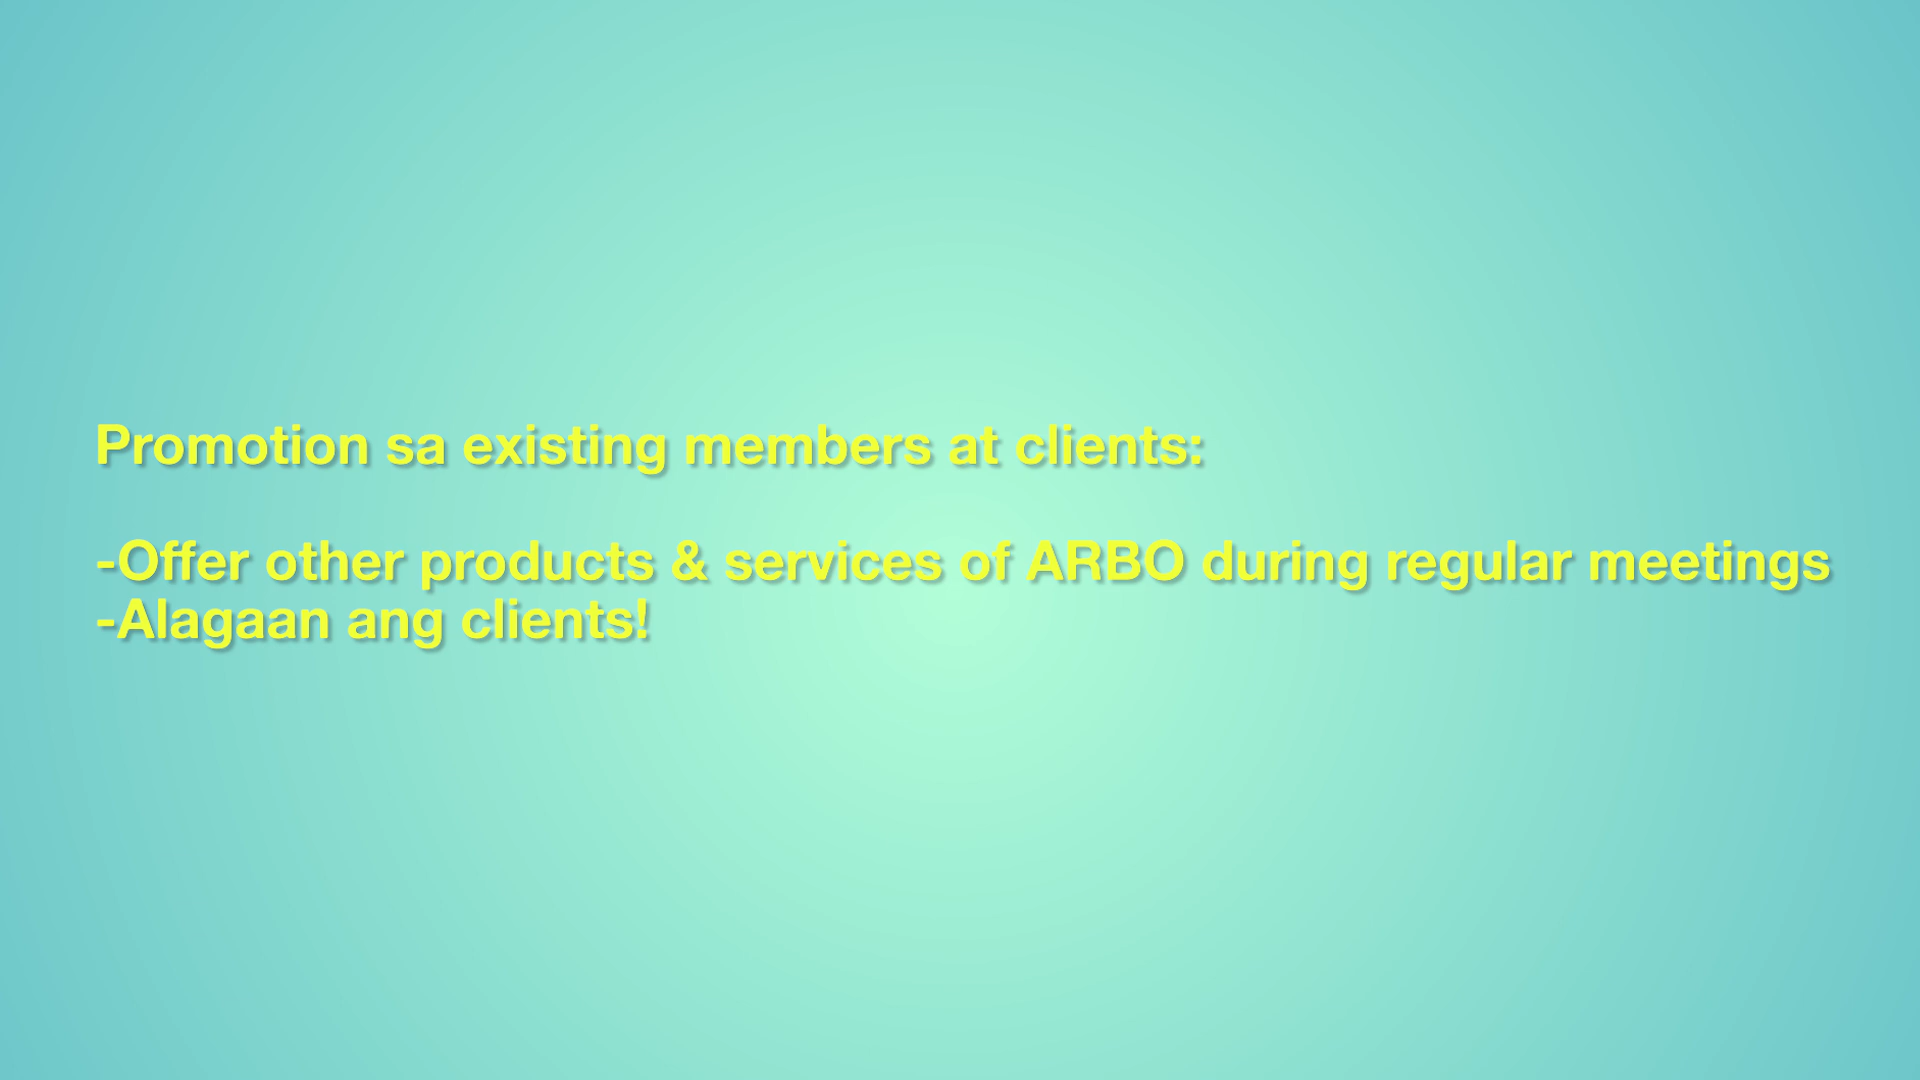 Promotion sa existing members at clients:
-Offer other products & services of ARBO during regular meetings
-Alagaan ang clients!